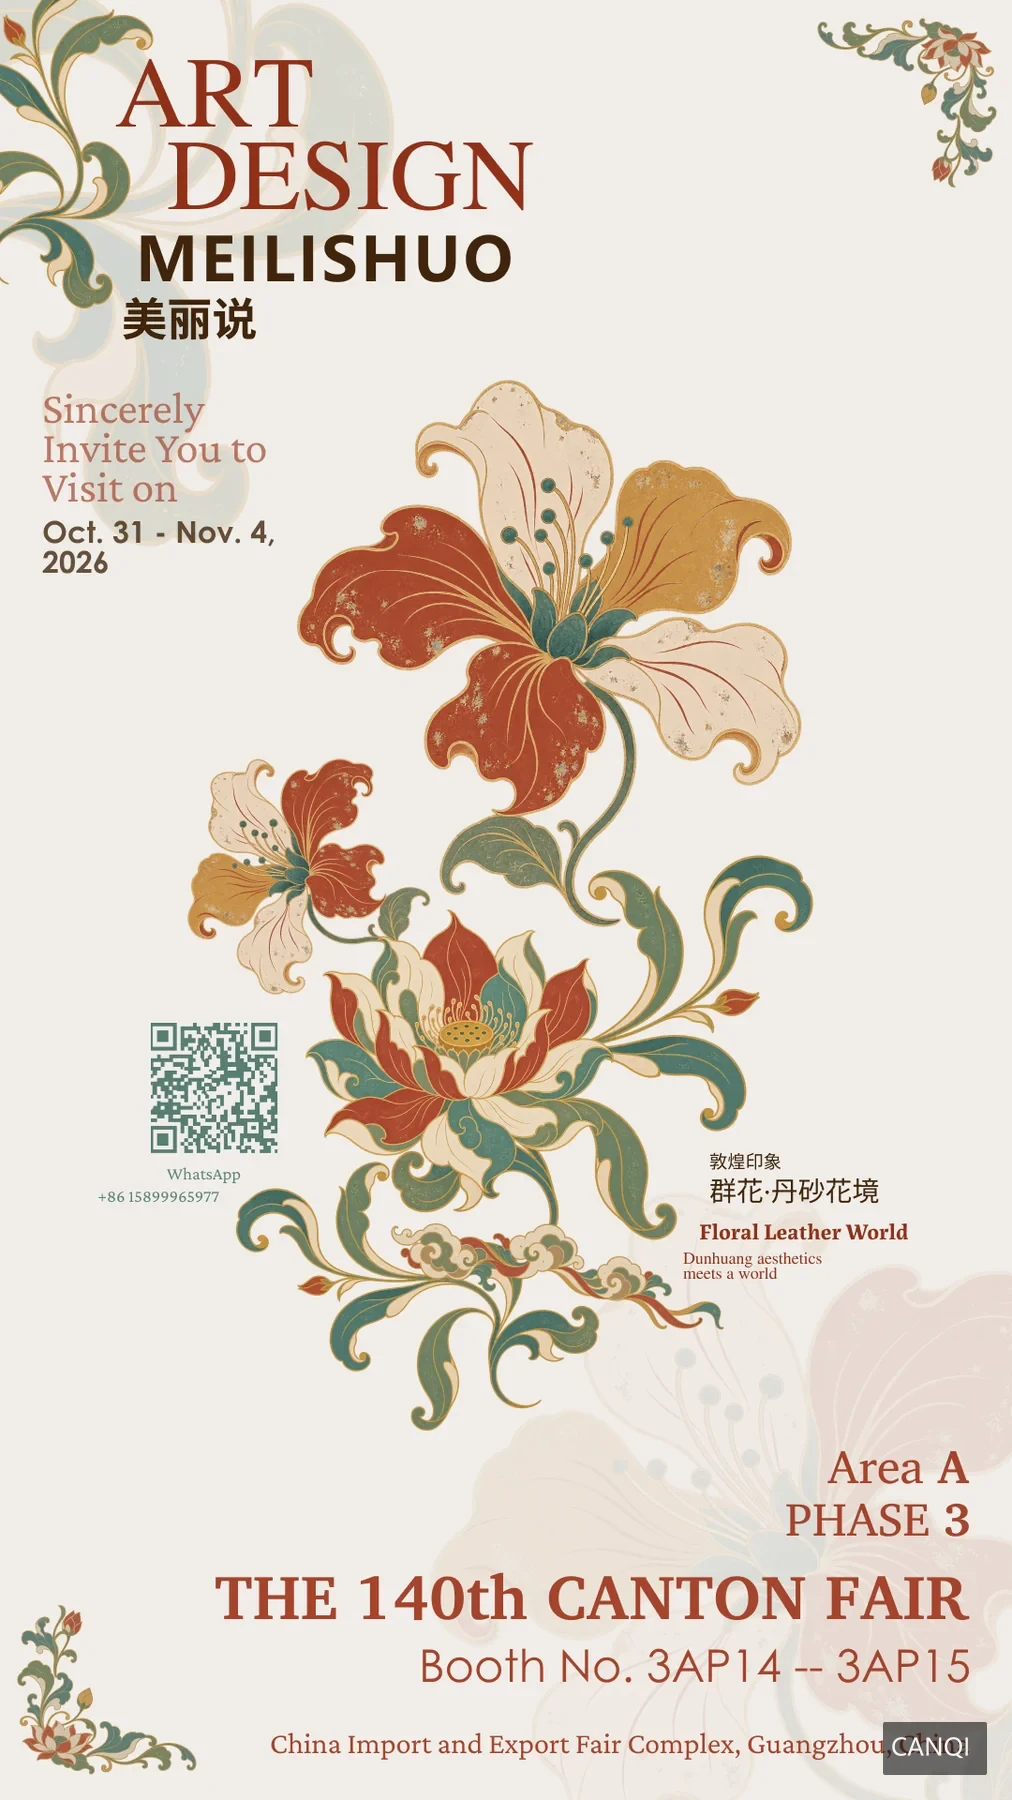 ART
DESIGN
MEILISHUO
美丽说
Sincerely
Invite You to
Visit on
Oct. 31 - Nov. 4,
2026
WhatsApp
+86 15899965977
敦煌印象
群花·丹砂花境
Floral Leather World
Dunhuang aesthetics
meets a world
Area A
PHASE 3
THE 140th CANTON FAIR
Booth No. 3AP14 -- 3AP15
China Import and Export Fair Complex, Guangzhou,
CANQI